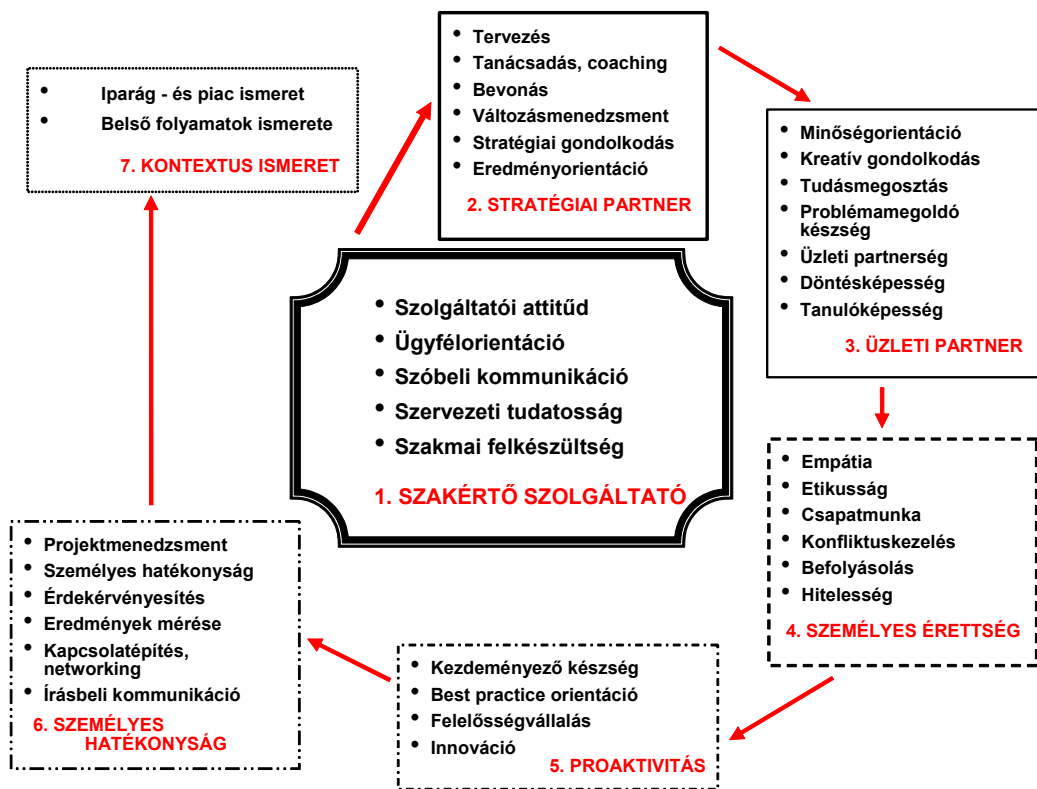 • Szolgáltatói attitűd
• Ügyfélorientáció
• Szóbeli kommunikáció
• Szervezeti tudatosság
• Szakmai felkészültség
1. SZAKÉRTŐ SZOLGÁLTATÓ
• Tervezés
• Tanácsadás, coaching
• Bevonás
• Változásmenedzsment
• Stratégiai gondolkodás
• Eredményorientáció
2. STRATÉGIAI PARTNER
• Minőségorientáció
• Kreatív gondolkodás
• Tudásmegosztás
• Problémamegoldó
készség
• Üzleti partnerség
• Döntésképesség
• Tanulóképesség
3. ÜZLETI PARTNER
• Empátia
• Etikusság
• Csapatmunka
• Konfliktuskezelés
• Befolyásolás
• Hitelesség
4. SZEMÉLYES ÉRETTSÉG
• Kezdeményező készség
• Best practice orientáció
• Felelősségvállalás
• Innováció
5. PROAKTIVITÁS
• Projektmenedzsment
• Személyes hatékonyság
• Érdekérvényesítés
• Eredmények mérése
• Kapcsolatépítés,
networking
• Írásbeli kommunikáció
6. SZEMÉLYES
HATÉKONYSÁG
• Iparág - és piac ismeret
• Belső folyamatok ismerete
7. KONTEXTUS ISMERET